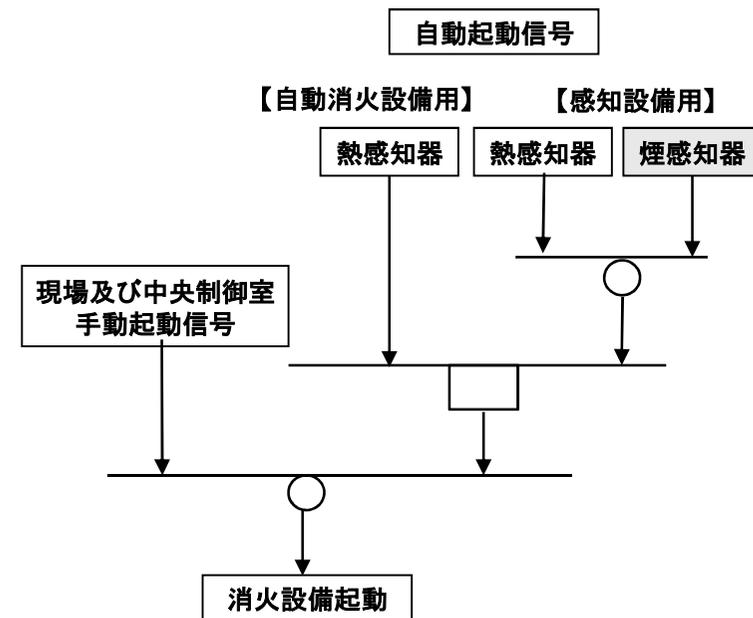 自動起動信号
【自動消火設備用】
【感知設備用】
熱感知器
熱感知器
煙感知器
現場及び中央制御室
手動起動信号
消火設備起動